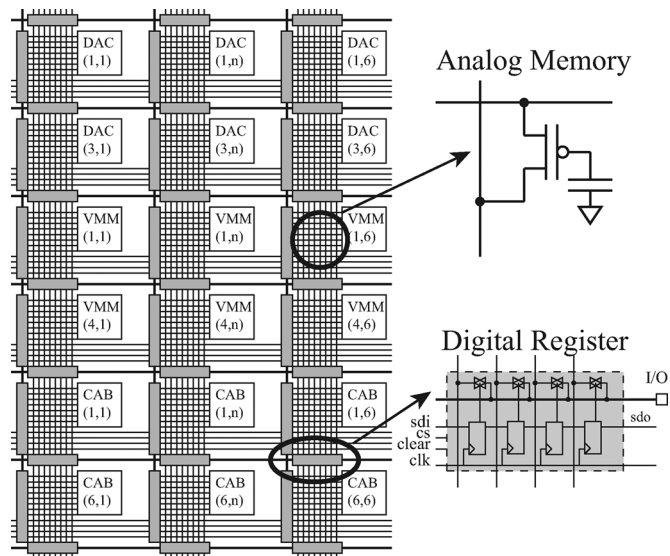 DAC DAC DAC
(1,1) (1,n) (1,6)
DAC DAC DAC
(3,1) (3,n) (3,6)
VMM VMM VMM
(1,1) (1,n) (1,6)
VMM VMM VMM
(4,1) (4,n) (4,6)
CAB CAB CAB
(1,1) (1,n) (1,6)
CAB CAB CAB
(6,1) (6,n) (6,6)
Analog Memory
Digital Register
I/O
sdi
sdo
cs
clear
clk